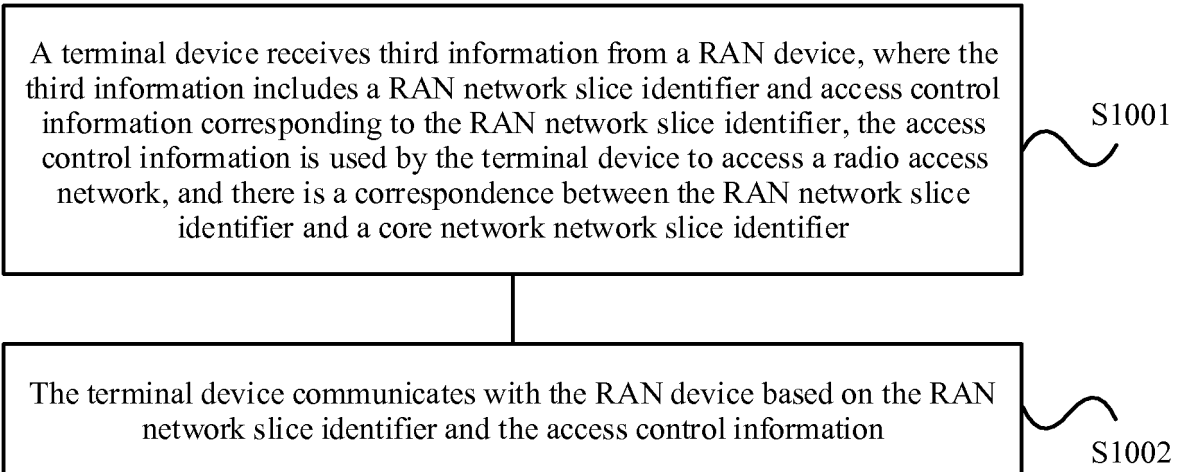 A terminal device receives third information from a RAN device, where the
third information includes a RAN network slice identifier and access control
information corresponding to the RAN network slice identifier, the access
control information is used by the terminal device to access a radio access
network, and there is a correspondence between the RAN network slice
identifier and a core network network slice identifier
S1001
The terminal device communicates with the RAN device based on the RAN
network slice identifier and the access control information
S1002